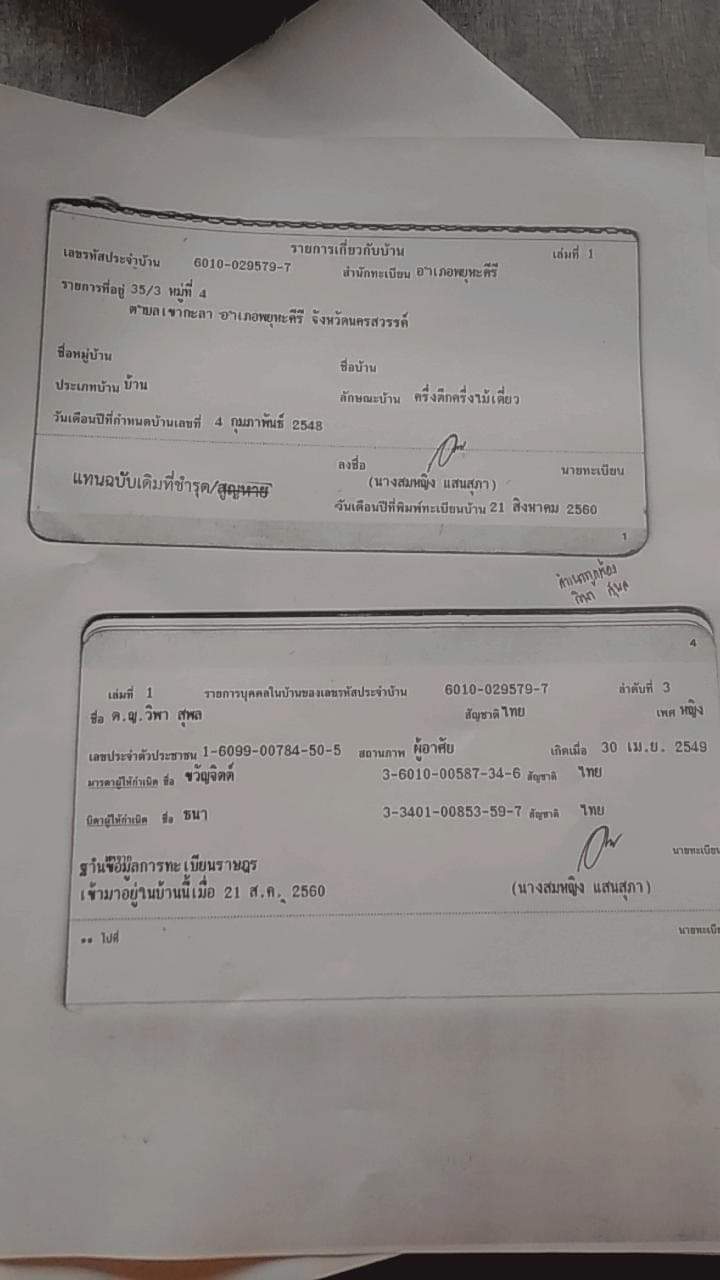 รายการเกี่ยวกับบ้าน เล่มที่ 1
เลขรหัสประจำบ้าน 6010-029579-7 สำนักทะเบียน อำเภอพยุหะคีรี
รายการที่อยู่ 35/3 หมู่ที่ 4
ตำบลเขากะลา อำเภอพยุหะคีรี จังหวัดนครสวรรค์
ชื่อหมู่บ้าน ชื่อบ้าน
ประเภทบ้าน บ้าน ลักษณะบ้าน ครึ่งตึกครึ่งไม้เดี่ยว
วันเดือนปีที่กำหนดบ้านเลขที่ 4 กุมภาพันธ์ 2548
ลงชื่อ นายทะเบียน
แทนฉบับเดิมที่ชำรุด/สูญหาย (นางสมหญิง แสนสุภา)
วันเดือนปีที่พิมพ์ทะเบียนบ้าน 21 สิงหาคม 2560
1
สำเนาถูกต้อง
วิภา สุพล
4
เล่มที่ 1 รายการบุคคลในบ้านของเลขรหัสประจำบ้าน 6010-029579-7 ลำดับที่ 3
ชื่อ ด.ญ.วิพา สุพล สัญชาติ ไทย เพศ หญิง
เลขประจำตัวประชาชน 1-6099-00784-50-5 สถานภาพ ผู้อาศัย เกิดเมื่อ 30 เม.ย. 2549
มารดาผู้ให้กำเนิด ชื่อ ขวัญจิตต์ 3-6010-00587-34-6 สัญชาติ ไทย
บิดาผู้ให้กำเนิด ชื่อ ธนา 3-3401-00853-59-7 สัญชาติ ไทย
นายทะเบียน
ฐานข้อมูลการทะเบียนราษฎร
เข้ามาอยู่ในบ้านนี้เมื่อ 21 ส.ค. 2560 (นางสมหญิง แสนสุภา)
** ไปที่